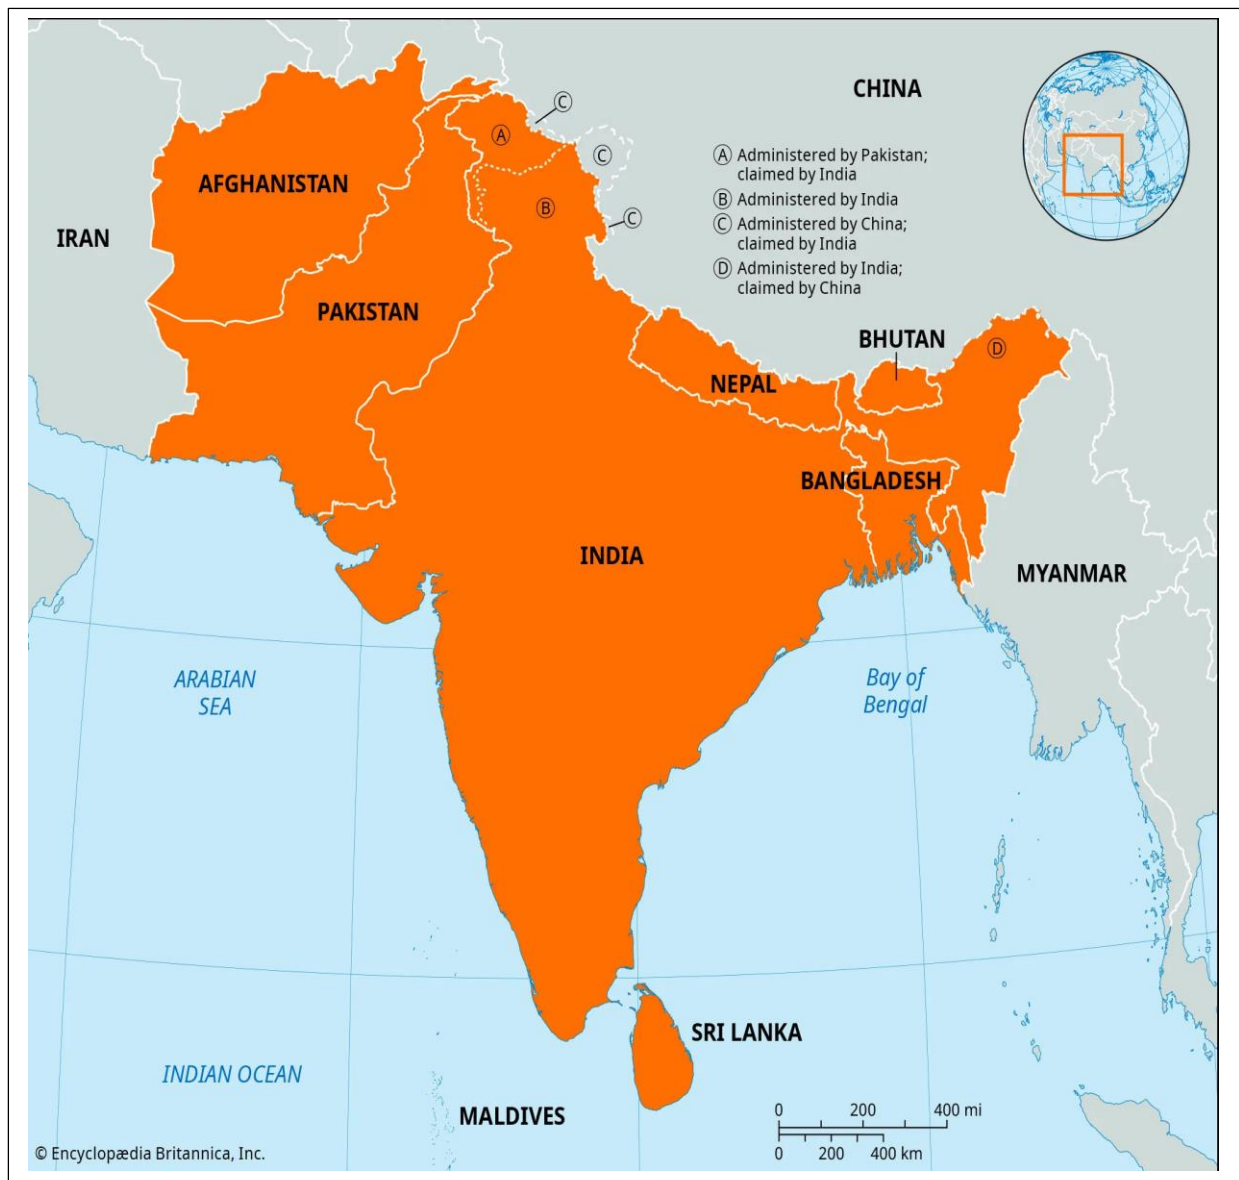 CHINA
Ⓒ
Ⓐ
Ⓒ
Ⓐ Administered by Pakistan;
claimed by India
AFGHANISTAN
Ⓑ Administered by India
Ⓑ
Ⓒ
Ⓒ Administered by China;
claimed by India
IRAN
Ⓓ Administered by India;
claimed by China
PAKISTAN
BHUTAN
Ⓓ
NEPAL
BANGLADESH
INDIA
MYANMAR
ARABIAN
SEA
Bay of
Bengal
SRI LANKA
INDIAN OCEAN
MALDIVES
0 200 400 mi
0 200 400 km
© Encyclopædia Britannica, Inc.